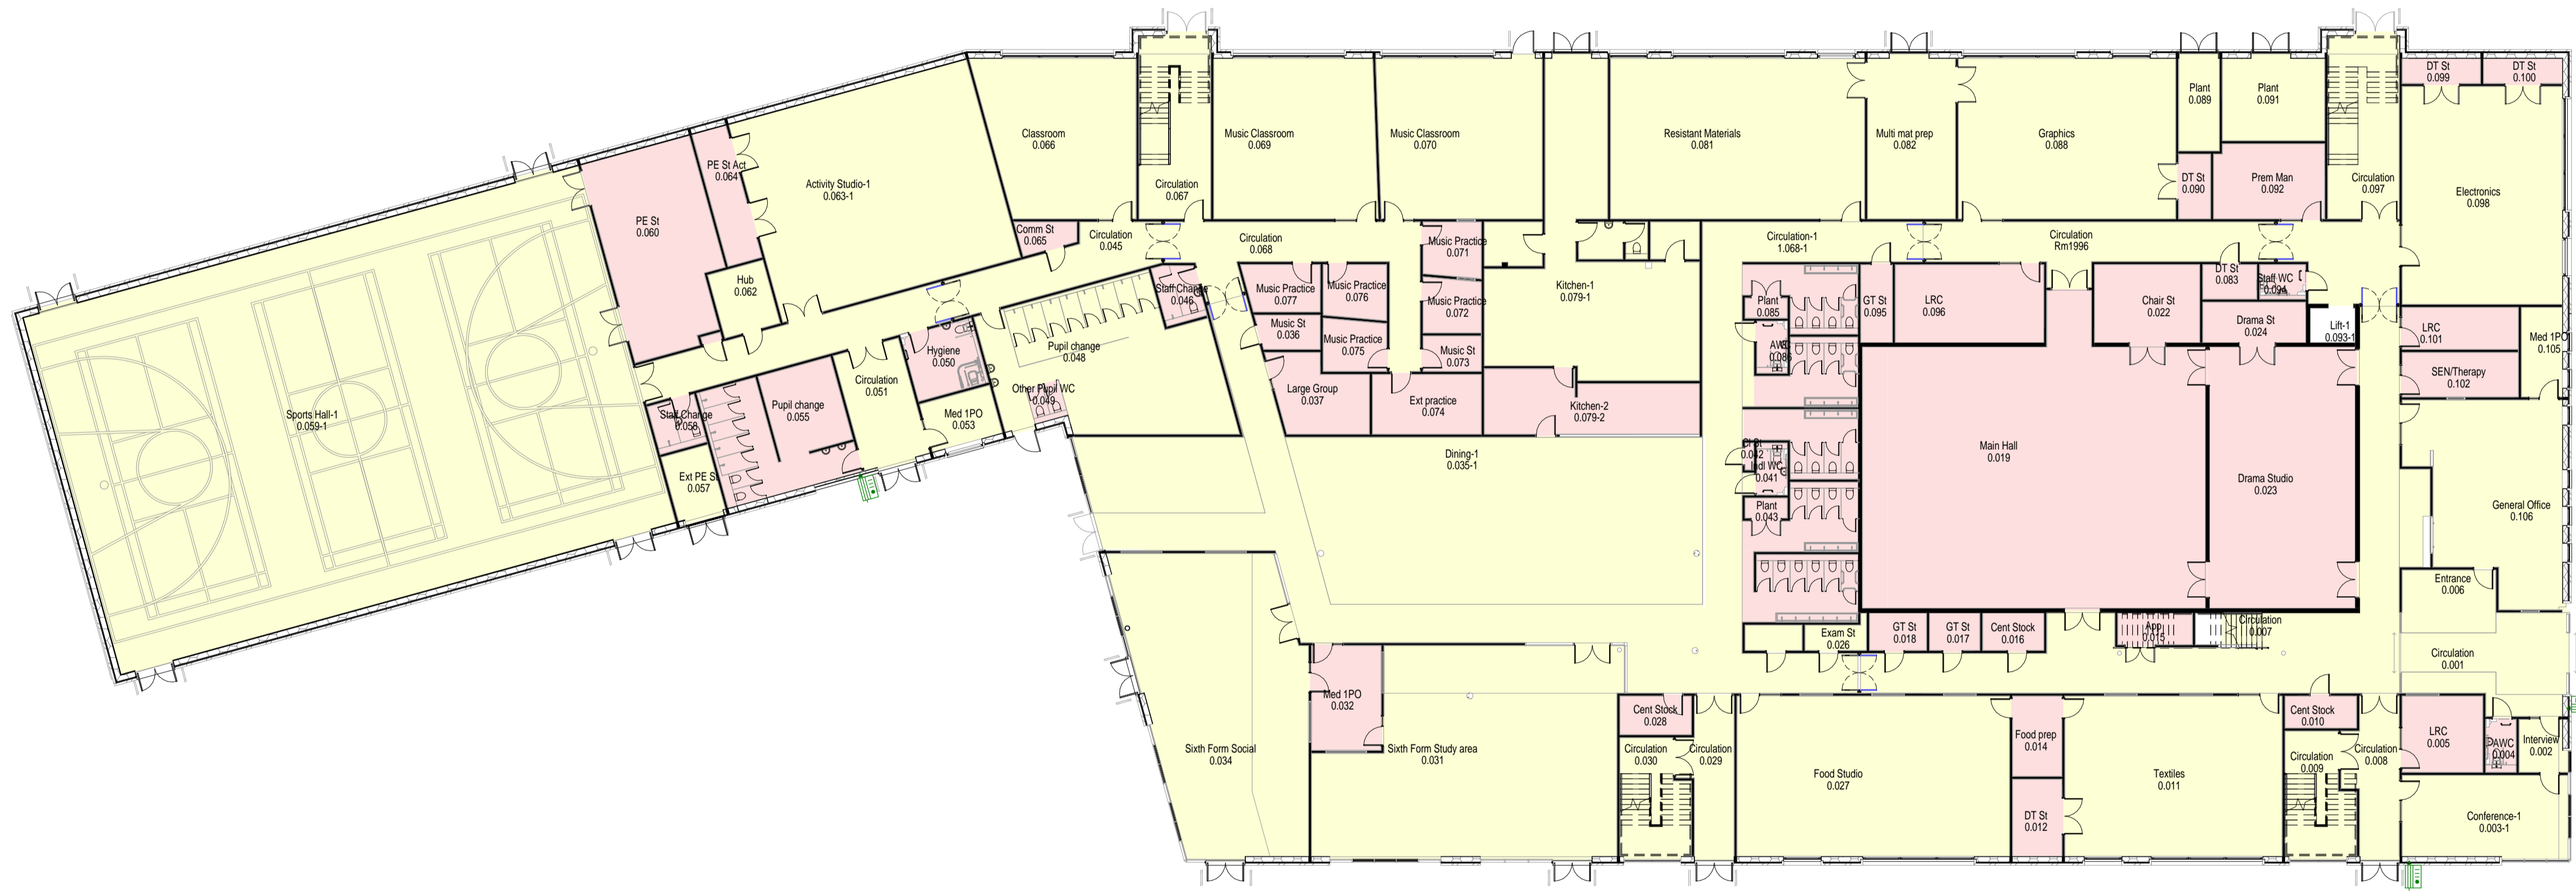 DT St
0.099
DT St
0.100
Plant
0.089
Plant
0.091
Classroom
0.066
Music Classroom
0.069
Music Classroom
0.070
Resistant Materials
0.081
Multi mat prep
0.082
Graphics
0.088
PE St Act
0.064
Activity Studio-1
0.063-1
Circulation
0.067
DT St
0.090
Prem Man
0.092
Circulation
0.097
Electronics
0.098
PE St
0.060
Comm St
0.065
Circulation
0.045
Circulation
0.068
Music Practice
0.071
Circulation-1
1.068-1
Circulation
Rm1996
Hub
0.062
Staff Change
0.046
Music Practice
0.077
Music Practice
0.076
Music Practice
0.072
Kitchen-1
0.079-1
Plant
0.085
GT St
0.095
LRC
0.096
Chair St
0.022
DT St
0.083
Staff WC
0.094
Drama St
0.024
Lift-1
0.093-1
LRC
0.101
Med 1PO
0.105
Hygiene
0.050
Pupil change
0.048
Music St
0.036
Music Practice
0.075
Music St
0.073
0.086
SEN/Therapy
0.102
Circulation
0.051
Other Pupil WC
0.049
Large Group
0.037
Ext practice
0.074
Kitchen-2
0.079-2
Sports Hall-1
0.059-1
Staff Change
0.058
Pupil change
0.055
Med 1PO
0.053
Dining-1
0.035-1
0.042
0.041
Main Hall
0.019
Drama Studio
0.023
Ext PE St
0.057
Plant
0.043
General Office
0.106
Entrance
0.006
Exam St
0.026
GT St
0.018
GT St
0.017
Cent Stock
0.016
App
0.015
Circulation
0.007
Circulation
0.001
Med 1PO
0.032
Cent Stock
0.028
Cent Stock
0.010
Sixth Form Social
0.034
Sixth Form Study area
0.031
Circulation
0.030
Circulation
0.029
Food prep
0.014
Circulation
0.009
Circulation
0.008
LRC
0.005
DAWC
0.004
Interview
0.002
Food Studio
0.027
Textiles
0.011
DT St
0.012
Conference-1
0.003-1